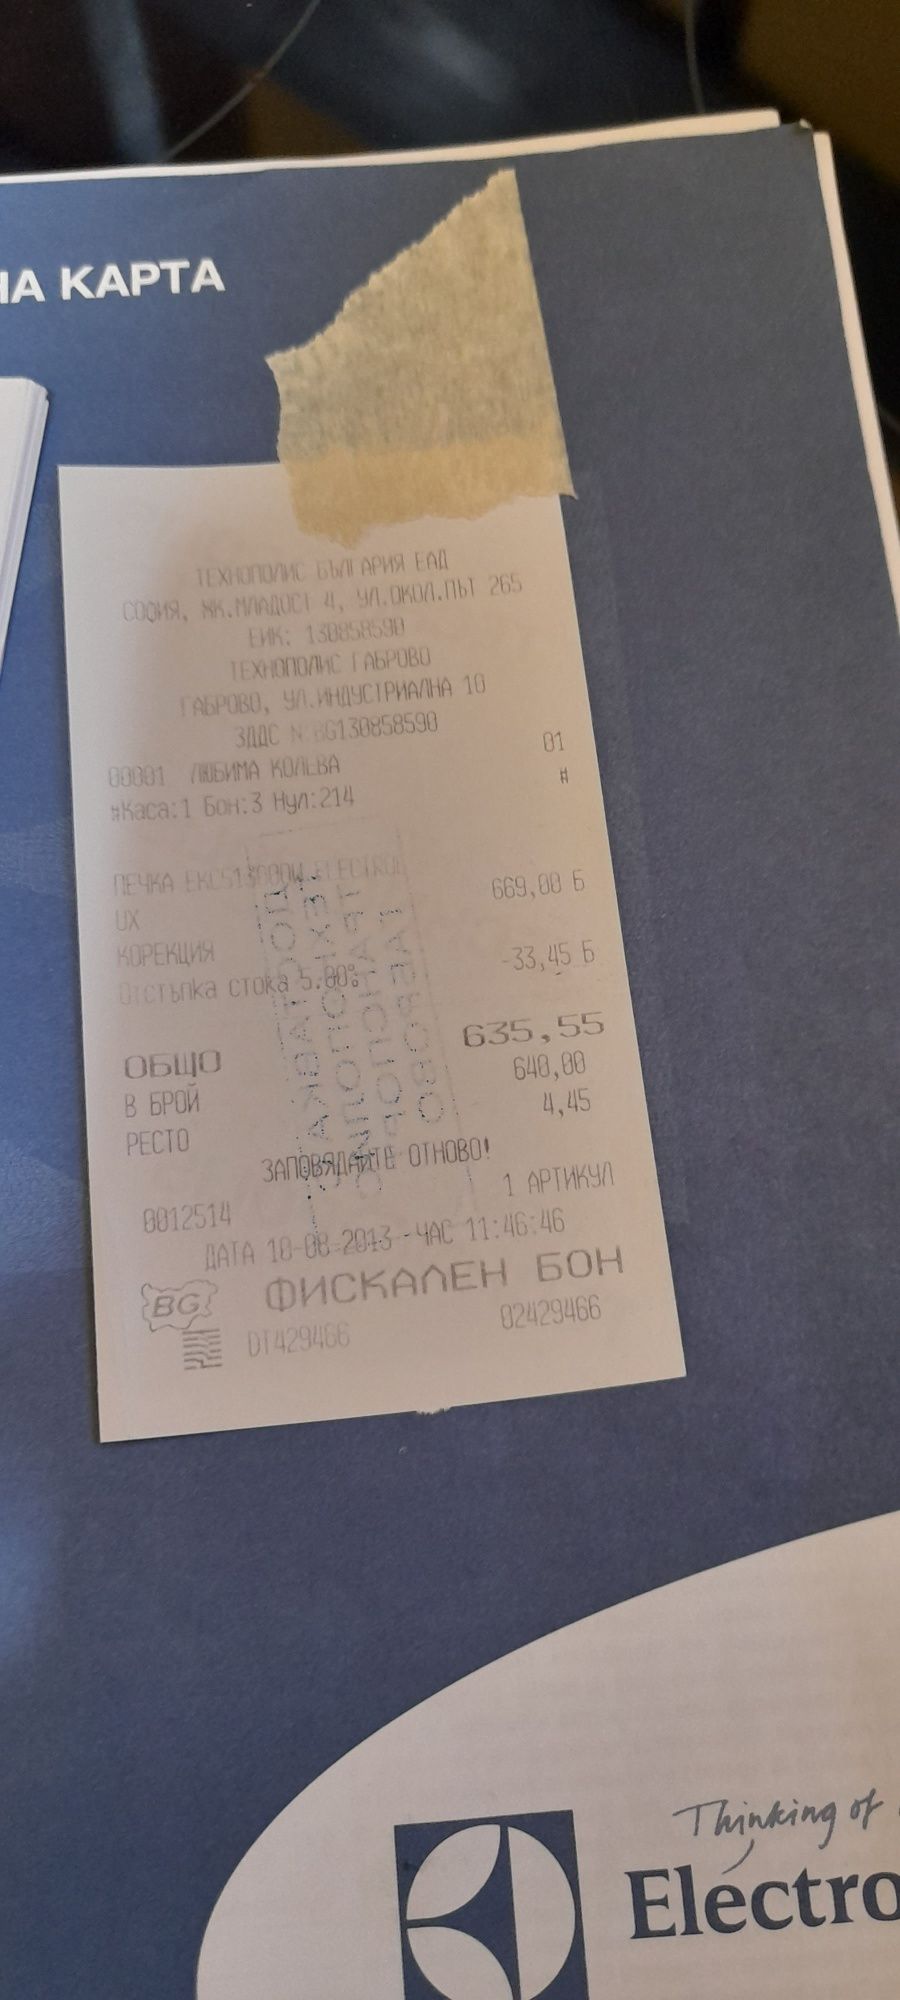 НА КАРТА
ТЕХНОПОЛИС БЪЛГАРИЯ ЕАД
СОФИЯ, ЖК.МЛАДОСТ 4, УЛ.ОКОЛ.ПЪТ 265
ЕИК: 130858590
ТЕХНОПОЛИС ГАБРОВО
ГАБРОВО, УЛ.ИНДУСТРИАЛНА 10
ЗДДС N:BG130858590
00001 ЛЮБИМА КОЛЕВА 01
#Каса:1 Бон:3 Нул:214 #
ПЕЧКА EKC513000W ELECTROL
UX 669,00 Б
КОРЕКЦИЯ
Отстъпка стока 5.00% -33,45 Б
ОБЩО 635,55
В БРОЙ 640,00
РЕСТО 4,45
ЗАПОВЯДАЙТЕ ОТНОВО!
0012514 1 АРТИКУЛ
ДАТА 10-08-2013 ЧАС 11:46:46
BG ФИСКАЛЕН БОН
DT429466 02429466
Thinking of
Electro